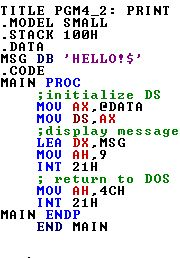 TITLE PGM4_2: PRINT
.MODEL SMALL
.STACK 100H
.DATA
MSG DB 'HELLO!$'
.CODE
MAIN PROC
;initialize DS
MOV AX,@DATA
MOV DS,AX
;display message
LEA DX,MSG
MOV AH,9
INT 21H
; return to DOS
MOV AH,4CH
INT 21H
MAIN ENDP
END MAIN